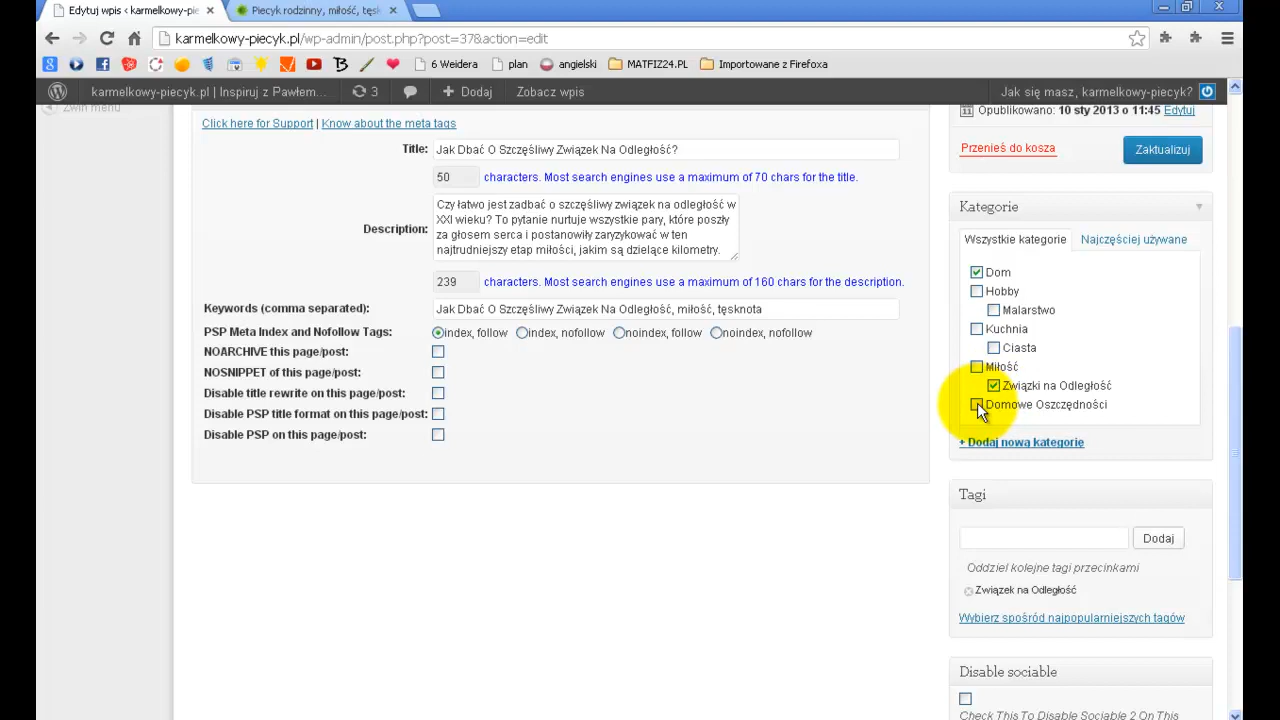 Edytuj wpis ‹ karmelkowy-pie
Piecyk rodzinny, miłość, tęsk
karmelkowy-piecyk.pl/wp-admin/post.php?post=37&action=edit
6 Weidera
plan
angielski
MATFIZ24.PL
Importowane z Firefoxa
karmelkowy-piecyk.pl | Inspiruj z Pawłem...
3
Dodaj
Zobacz wpis
Jak się masz, karmelkowy-piecyk?
Zwiń menu
Click here for Support | Know about the meta tags
Title: Jak Dbać O Szczęśliwy Związek Na Odległość?
50 characters. Most search engines use a maximum of 70 chars for the title.
Description:
Czy łatwo jest zadbać o szczęśliwy związek na odległość w
XXI wieku? To pytanie nurtuje wszystkie pary, które poszły
za głosem serca i postanowiły zaryzykować w ten
najtrudniejszy etap miłości, jakim są dzielące kilometry.
239 characters. Most search engines use a maximum of 160 chars for the description.
Keywords (comma separated): Jak Dbać O Szczęśliwy Związek Na Odległość, miłość, tęsknota
PSP Meta Index and Nofollow Tags: index, follow index, nofollow noindex, follow noindex, nofollow
NOARCHIVE this page/post:
NOSNIPPET of this page/post:
Disable title rewrite on this page/post:
Disable PSP title format on this page/post:
Disable PSP on this page/post:
Opublikowano: 10 sty 2013 o 11:45 Edytuj
Przenieś do kosza
Zaktualizuj
Kategorie
Wszystkie kategorie
Najczęściej używane
Dom
Hobby
Malarstwo
Kuchnia
Ciasta
Miłość
Związki na Odległość
Domowe Oszczędności
+ Dodaj nową kategorię
Tagi
Dodaj
Oddziel kolejne tagi przecinkami
Związek na Odległość
Wybierz spośród najpopularniejszych tagów
Disable sociable
Check This To Disable Sociable 2 On This